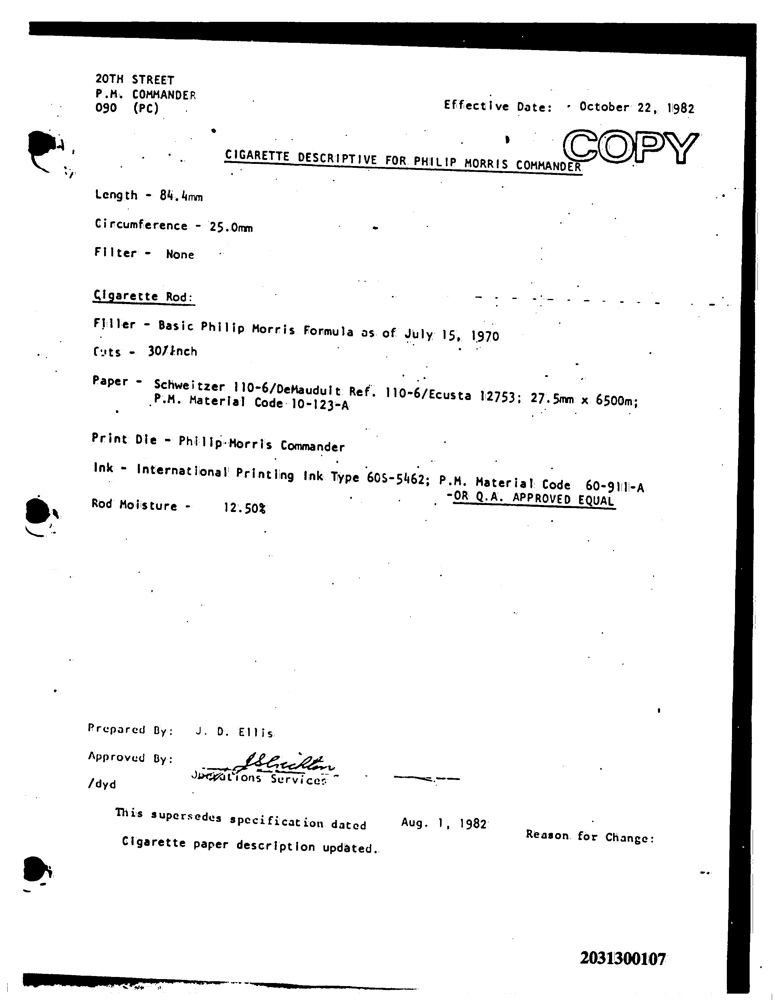 20TH STREET
P.M. COMMANDER
090 (PC)
Effective Date: October 22, 1982
COPY
CIGARETTE DESCRIPTIVE FOR PHILIP MORRIS COMMANDER
Length - 84.4mm
Circumference - 25.0mm
Filter - None
Cigarette Rod:
Filler - Basic Philip Morris Formula as of July 15, 1970
Cuts - 30/inch
Paper - Schweitzer 110-6/DeMauduit Ref. 110-6/Ecusta 12753; 27.5mm x 6500m;
P.M. Material Code 10-123-A
Print Die - Philip Morris Commander
Ink - International Printing Ink Type 60S-5462; P.M. Material Code 60-911-A
-OR Q.A. APPROVED EQUAL
Rod Moisture - 12.50%
Prepared By: J. D. Ellis
Approved By:
Services
/dyd
This supersedes specification dated Aug. 1, 1982 Reason for Change:
Cigarette paper description updated.
2031300107